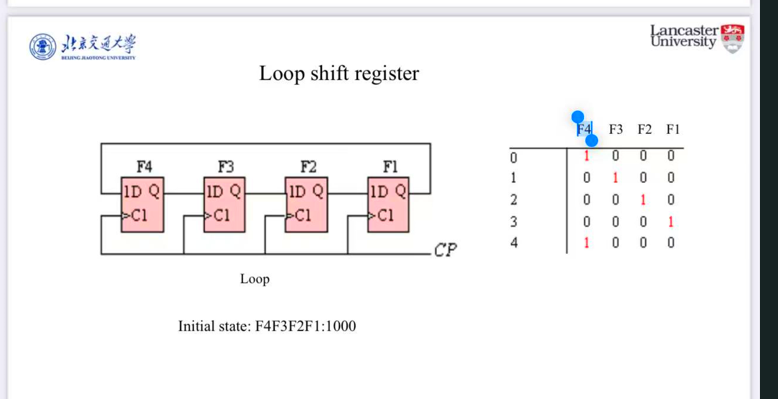 北京交通大学
BEIJING JIAOTONG UNIVERSITY
Lancaster
University
Loop shift register
F4 F3 F2 F1
1D Q 1D Q 1D Q 1D Q
>C1 >C1 >C1 >C1
CP
Loop
Initial state: F4F3F2F1:1000
F4 F3 F2 F1
0 1 0 0 0
1 0 1 0 0
2 0 0 1 0
3 0 0 0 1
4 1 0 0 0